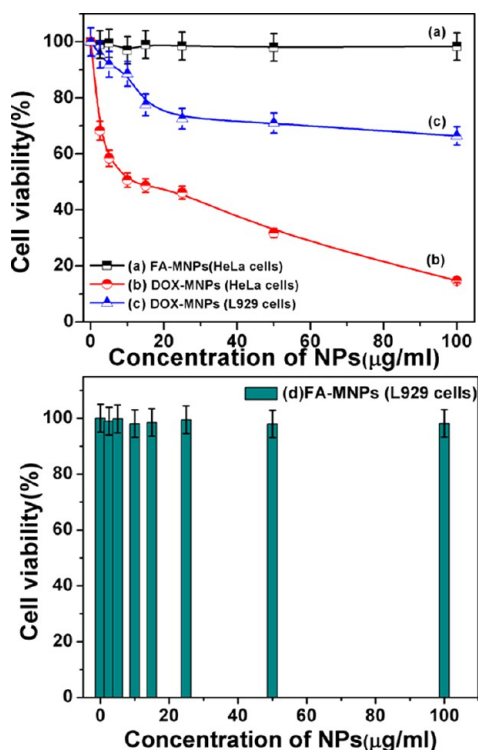 (a)
(c)
(b)
100
80
60
40
20
0
Cell viability(%)
(a) FA-MNPs(HeLa cells)
(b) DOX-MNPs (HeLa cells)
(c) DOX-MNPs (L929 cells)
0 20 40 60 80 100
Concentration of NPs(μg/ml)
(d)FA-MNPs (L929 cells)
100
80
60
40
20
0
Cell viability(%)
0 20 40 60 80 100
Concentration of NPs(μg/ml)